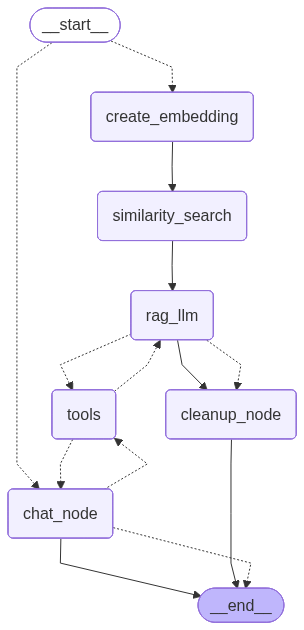 __start__
create_embedding
similarity_search
rag_llm
tools
cleanup_node
chat_node
__end__